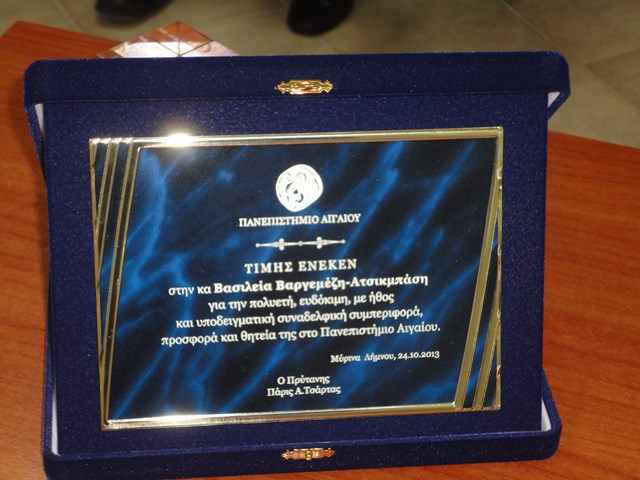 ΠΑΝΕΠΙΣΤΗΜΙΟ ΑΙΓΑΙΟΥ
ΤΙΜΗΣ ΕΝΕΚΕΝ
στην κα Βασιλεία Βαργεμέζη-Ατσικμπάση
για την πολυετή, ευδόκιμη, με ήθος
και υποδειγματική συναδελφική συμπεριφορά,
προσφορά και θητεία της στο Πανεπιστήμιο Αιγαίου.
Μύρινα Λήμνου, 24.10.2013
Ο Πρύτανης
Πάρις Α.Τσάρτας